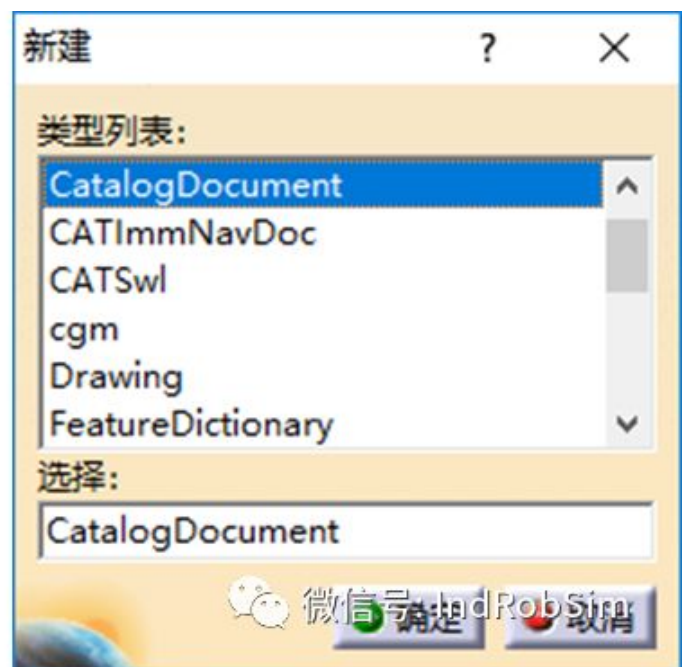 新建 ?
类型列表:
CatalogDocument
CATImmNavDoc
CATSwl
cgm
Drawing
FeatureDictionary
选择:
CatalogDocument
确定 取消
微信号: IndRobSim